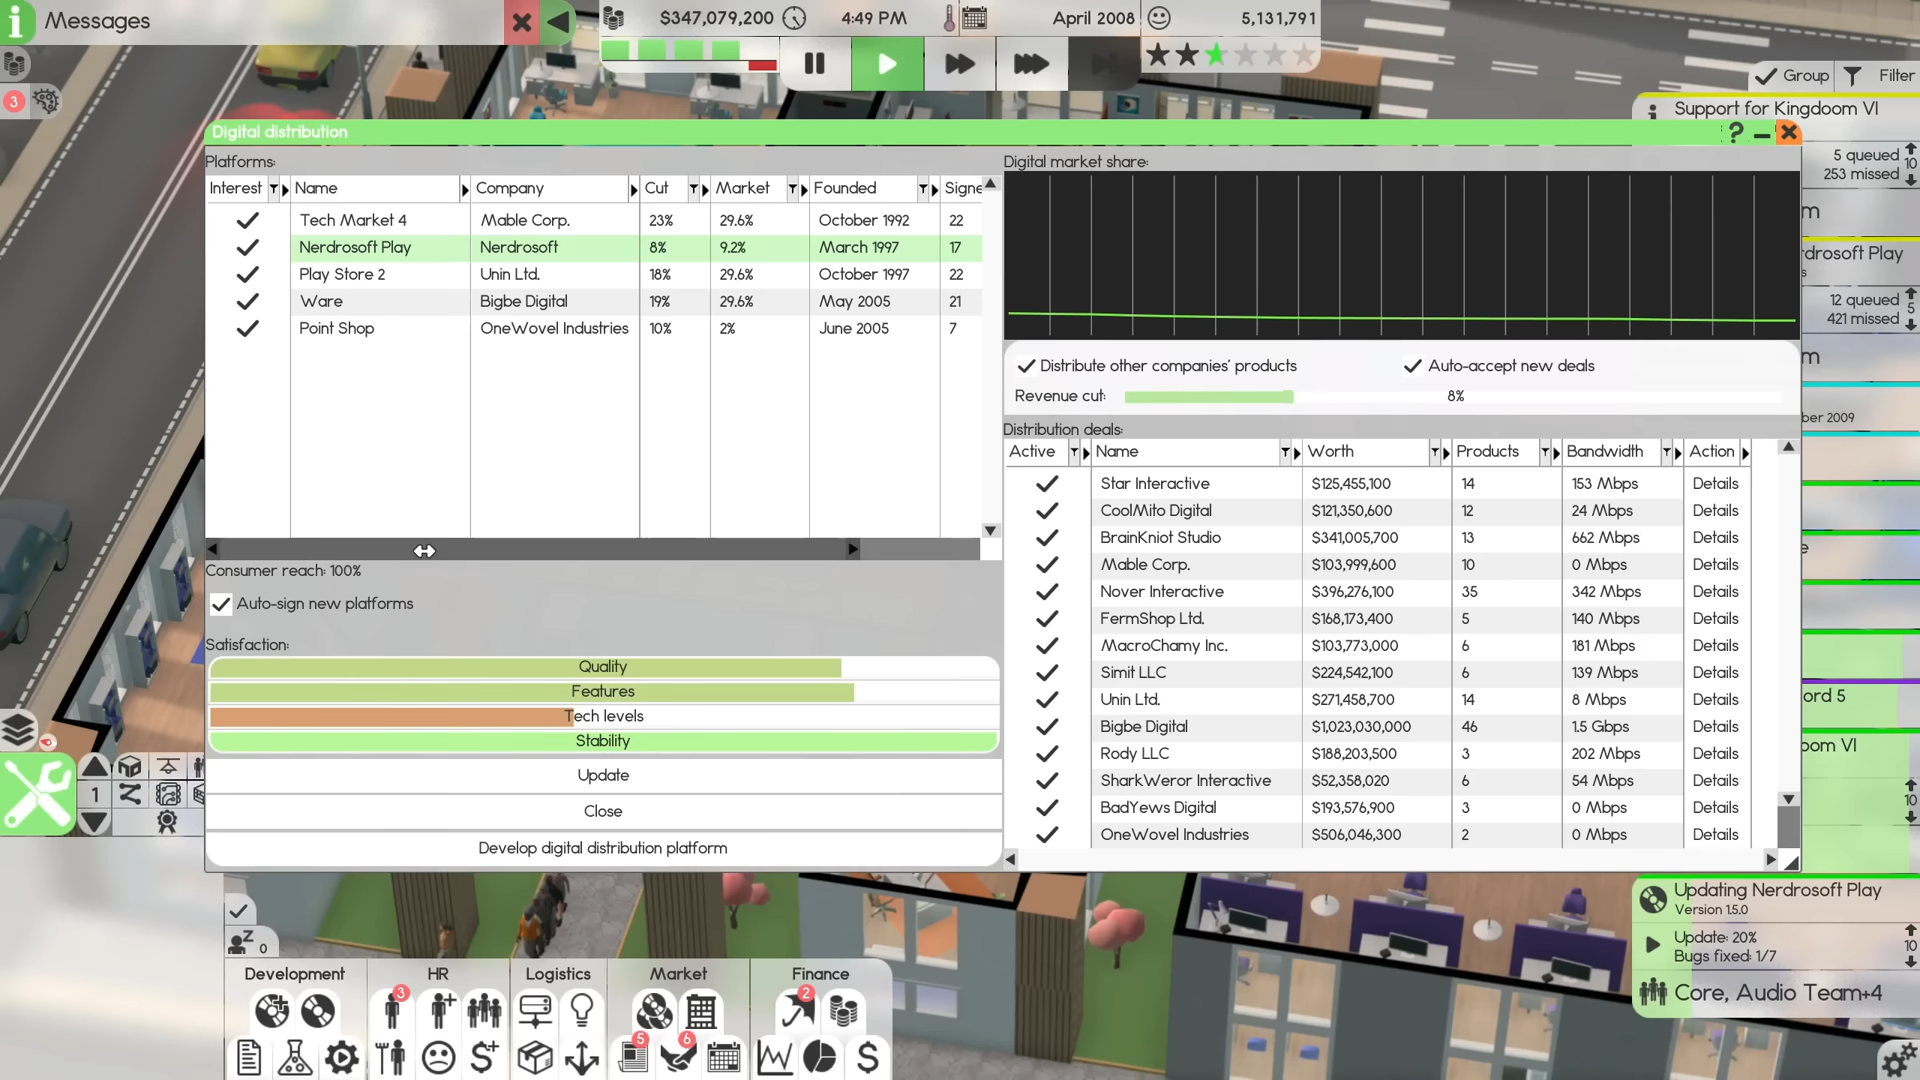 Messages
$347,079,200
4:49 PM
April 2008
5,131,791
3
Group
Filter
Support for Kingdoom VI
5 queued
253 missed
10
Digital distribution
?
Platforms:
Interest Name Company Cut Market Founded Signe
Tech Market 4 Mable Corp. 23% 29.6% October 1992 22
Nerdrosoft Play Nerdrosoft 8% 9.2% March 1997 17
Play Store 2 Unin Ltd. 18% 29.6% October 1997 22
Ware Bigbe Digital 19% 29.6% May 2005 21
Point Shop OneWovel Industries 10% 2% June 2005 7
Consumer reach: 100%
Auto-sign new platforms
Satisfaction:
Quality
Features
Tech levels
Stability
Update
Close
Develop digital distribution platform
Digital market share:
Distribute other companies' products
Auto-accept new deals
Revenue cut: 8%
Distribution deals:
Active Name Worth Products Bandwidth Action
Star Interactive $125,455,100 14 153 Mbps Details
CoolMito Digital $121,350,600 12 24 Mbps Details
BrainKniot Studio $341,005,700 13 662 Mbps Details
Mable Corp. $103,999,600 10 0 Mbps Details
Nover Interactive $396,276,100 35 342 Mbps Details
FermShop Ltd. $168,173,400 5 140 Mbps Details
MacroChamy Inc. $103,773,000 6 181 Mbps Details
Simit LLC $224,542,100 6 139 Mbps Details
Unin Ltd. $271,458,700 14 8 Mbps Details
Bigbe Digital $1,023,030,000 46 1.5 Gbps Details
Rody LLC $188,203,500 3 202 Mbps Details
SharkWeror Interactive $52,358,020 6 54 Mbps Details
BadYews Digital $193,576,900 3 0 Mbps Details
OneWovel Industries $506,046,300 2 0 Mbps Details
m
drosoft Play
s
12 queued
421 missed
5
m
ber 2009
e
ord 5
oom VI
10
Updating Nerdrosoft Play
Version 1.5.0
Update: 20%
Bugs fixed: 1/7
10
Core, Audio Team+4
1
Z
0
Development HR Logistics Market Finance
3
2
5
6